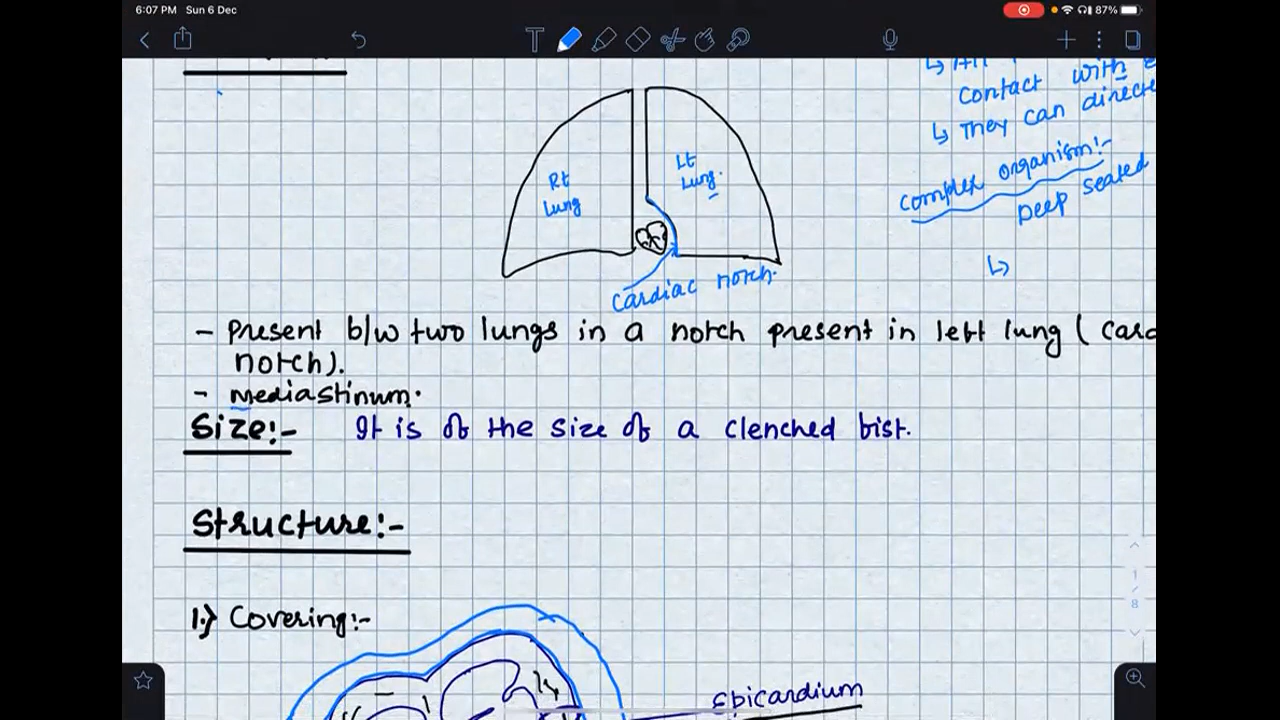 6:07 PM Sun 6 Dec
87%
T
contact with
↳ They can directe
complex organism:-
Deep seated
↳
Rt
lung
Lt
lung.
cardiac notch.
- Present b/w two lungs in a notch present in left lung ( card
notch).
- mediastinum.
Size:- It is of the size of a clenched fist.
Structure:-
1.) Covering:-
Epicardium
1
/
8